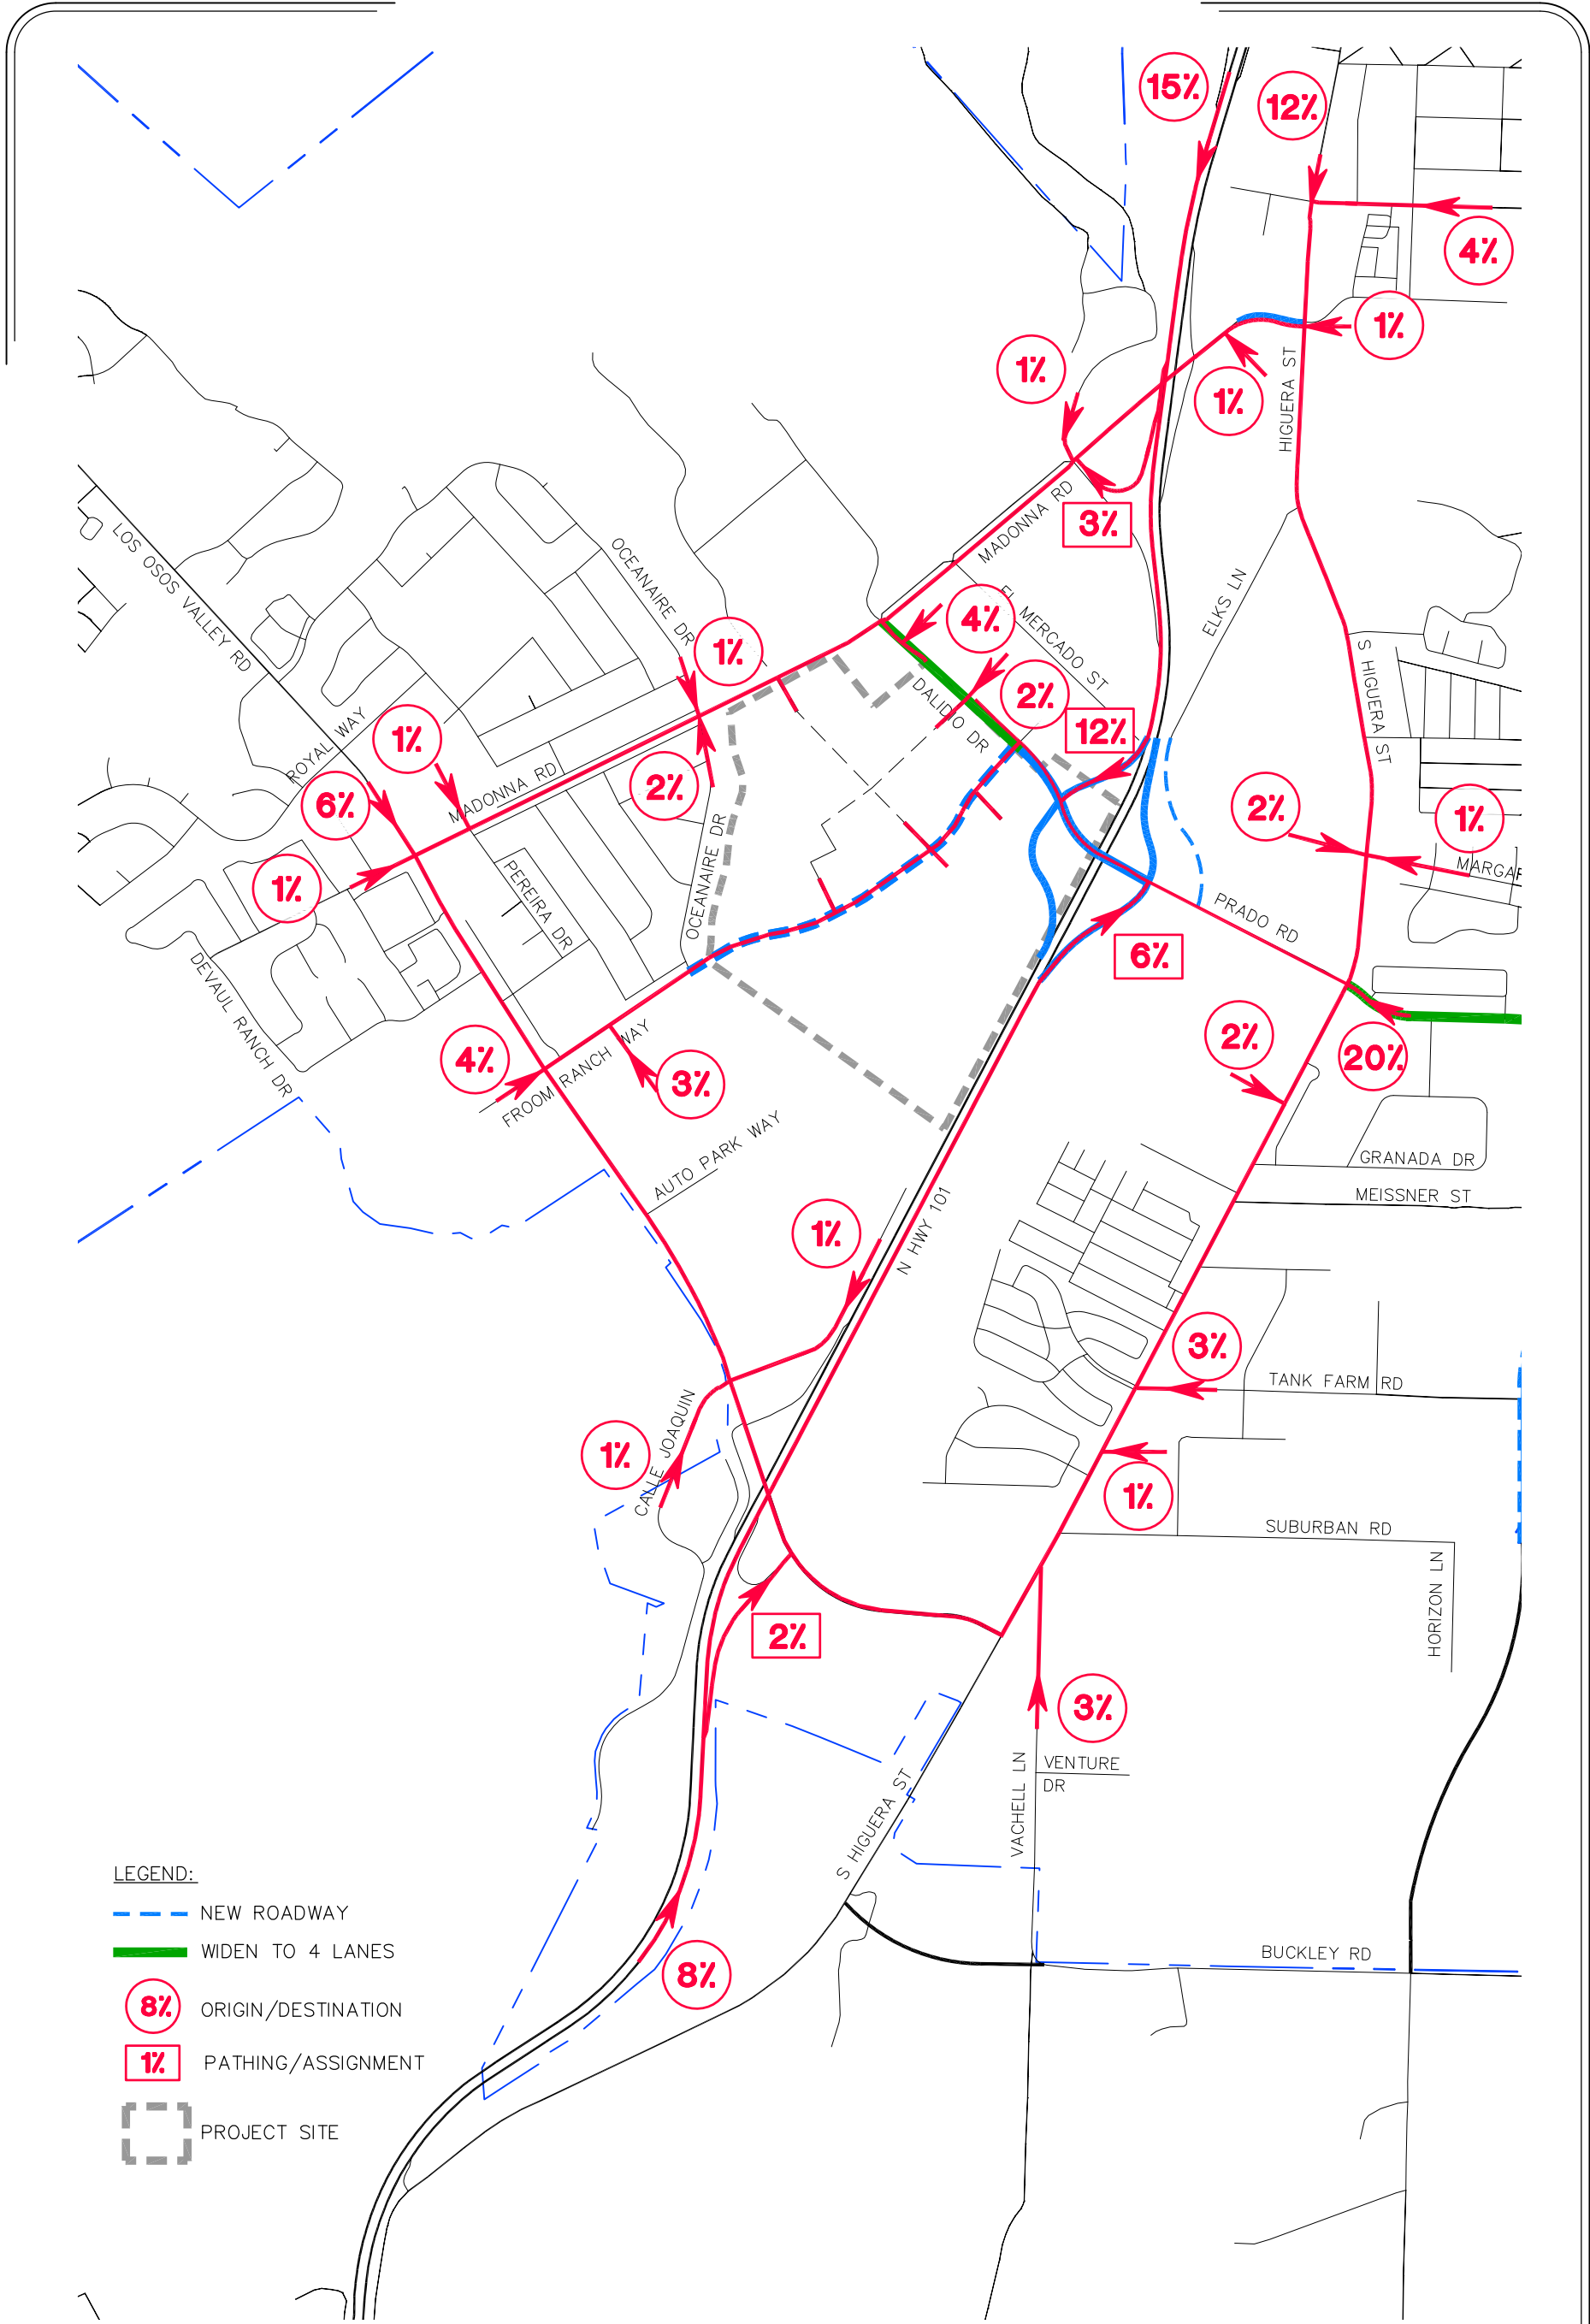 15%
12%
4%
1%
1%
1%
HIGUERA ST
3%
MADONNA RD
LOS OSOS VALLEY RD
OCEANAIRE DR
ELKS LN
4%
EL MERCADO ST
1%
S HIGUERA ST
2%
DALIDIO DR
12%
ROYAL WAY
1%
2%
6%
MADONNA RD
2%
1%
MARGAR
1%
PEREIRA DR
OCEANAIRE DR
PRADO RD
6%
DEVAUL RANCH DR
2%
20%
4%
FROOM RANCH WAY
3%
AUTO PARK WAY
GRANADA DR
MEISSNER ST
1%
N HWY 101
3%
TANK FARM RD
CALLE JOAQUIN
1%
1%
SUBURBAN RD
HORIZON LN
2%
3%
VENTURE
DR
VACHELL LN
S HIGUERA ST
BUCKLEY RD
8%
LEGEND:
NEW ROADWAY
WIDEN TO 4 LANES
8% ORIGIN/DESTINATION
1% PATHING/ASSIGNMENT
PROJECT SITE